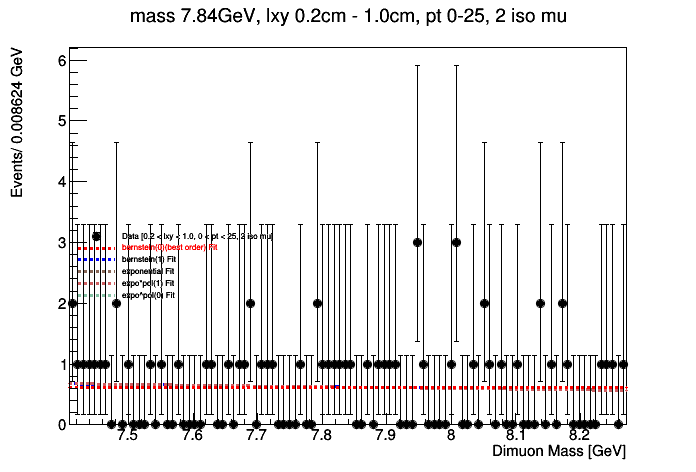 mass 7.84GeV, lxy 0.2cm - 1.0cm, pt 0-25, 2 iso mu
Events/ 0.008624 GeV
6
5
4
3
2
1
0
Data [0.2 < lxy < 1.0, 0 < pt < 25, 2 iso mu]
bernstein(0)(best order) Fit
bernstein(1) Fit
exponential Fit
expo*pol(1) Fit
expo^pol(0) Fit
7.5 7.6 7.7 7.8 7.9 8 8.1 8.2
Dimuon Mass [GeV]